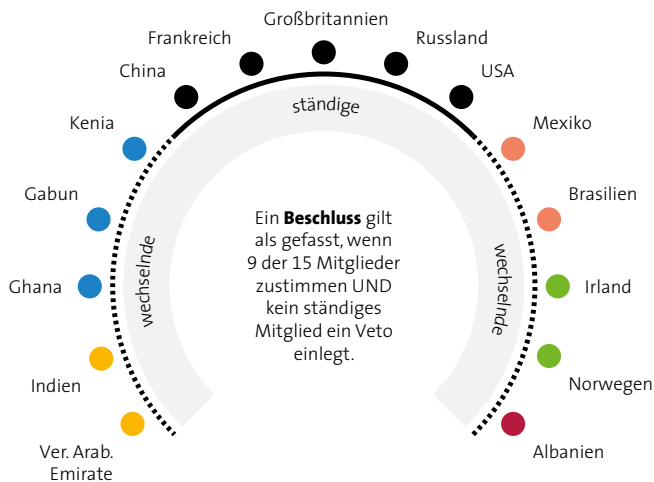 Großbritannien
Frankreich
Russland
China
USA
ständige
Kenia
Mexiko
Gabun
Brasilien
Ghana
Irland
Indien
Norwegen
Ver. Arab.
Emirate
Albanien
wechselnde
wechselnde
Ein Beschluss gilt
als gefasst, wenn
9 der 15 Mitglieder
zustimmen UND
kein ständiges
Mitglied ein Veto
einlegt.